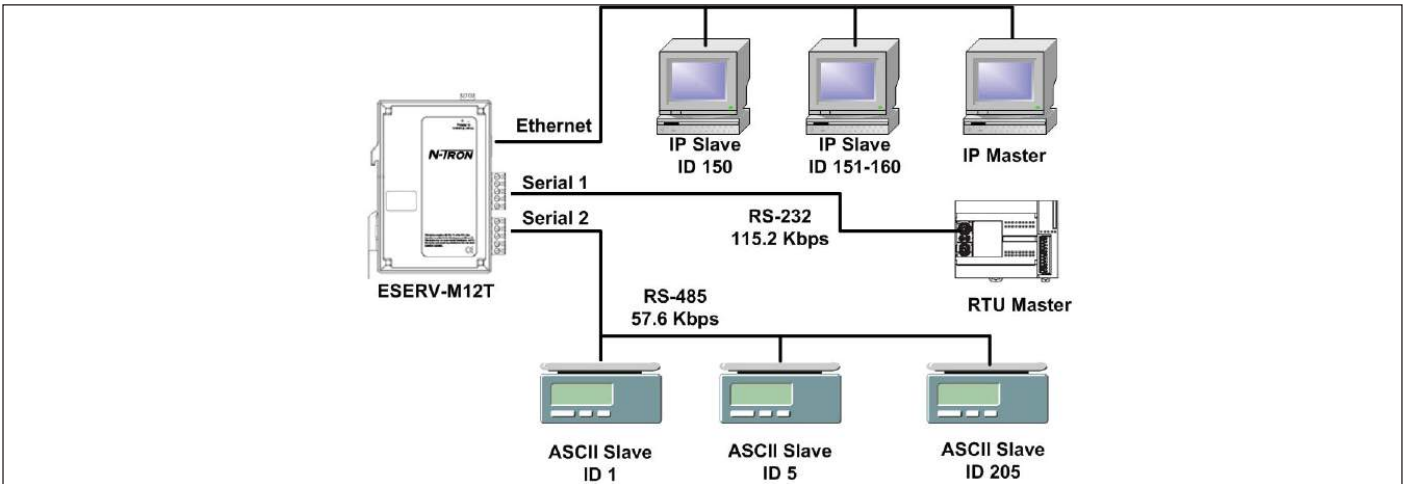 Ethernet
IP Slave
ID 150
IP Slave
ID 151-160
IP Master
N-TRON
Serial 1
Serial 2
RS-232
115.2 Kbps
ESERV-M12T
RTU Master
RS-485
57.6 Kbps
ASCII Slave
ID 1
ASCII Slave
ID 5
ASCII Slave
ID 205